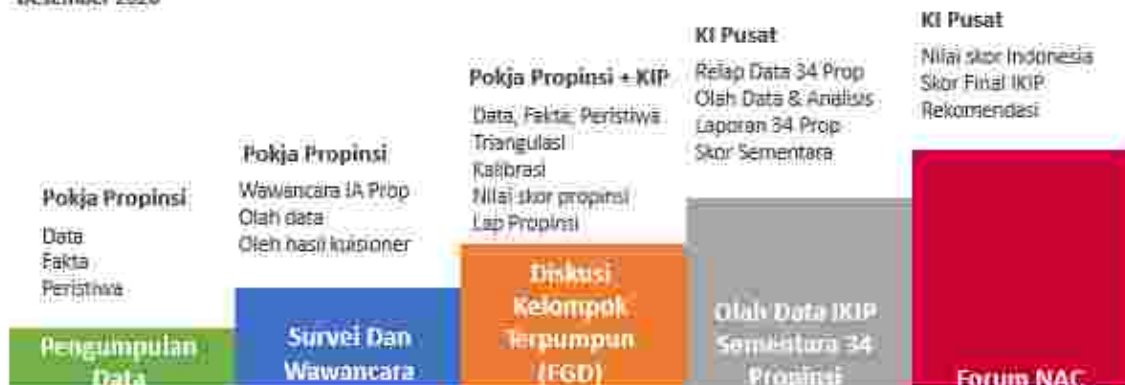 Desember 2020
Pokja Propinsi
Data
Fakta
Peristiwa
Pengumpulan
Data
Pokja Propinsi
Wawancara IA Prop
Olah data
Oleh hasil kuisioner
Survei Dan
Wawancara
Pokja Propinsi + KIP
Data, Fakta, Peristiwa
Triangulasi
Kalibrasi
Nilai skor propinsi
Lap Propinsi
Diskusi
Kelompok
Terpumpun
(FGD)
KI Pusat
Relap Data 34 Prop
Olah Data & Analisis
Laporan 34 Prop
Skor Sementara
Olah Data IKIP
Sementara 34
Propinsi
KI Pusat
Nilai skor Indonesia
Skor Final IKIP
Rekomendasi
Forum NAC